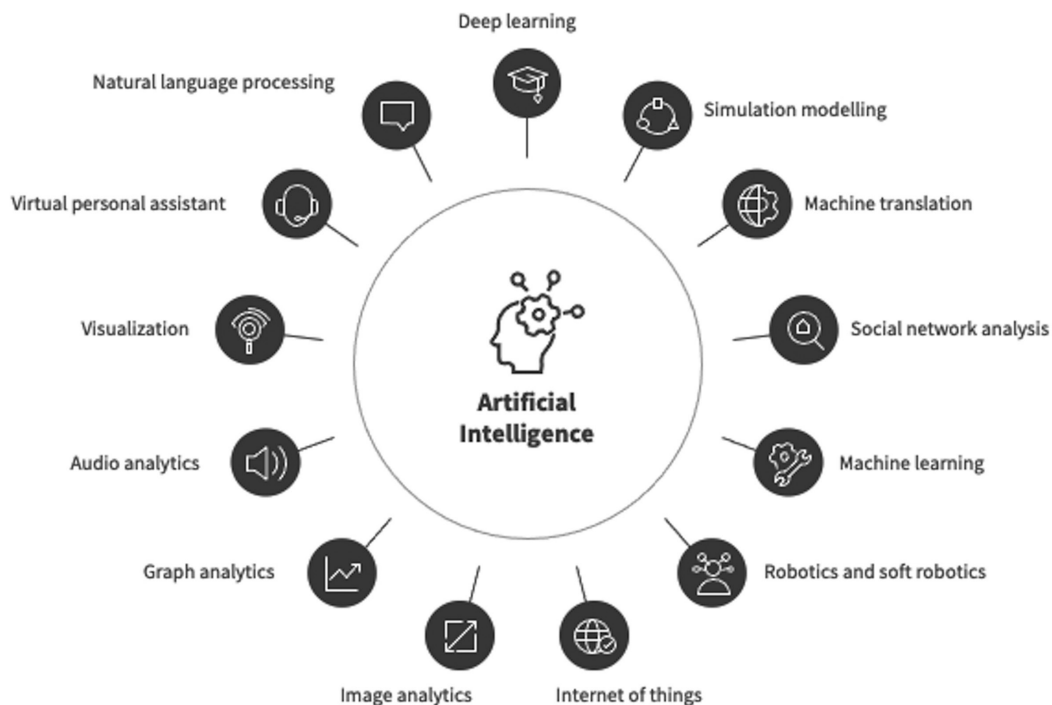 Deep learning
Natural language processing
Simulation modelling
Virtual personal assistant
Machine translation
Visualization
Social network analysis
Artificial
Intelligence
Audio analytics
Machine learning
Graph analytics
Robotics and soft robotics
Image analytics
Internet of things